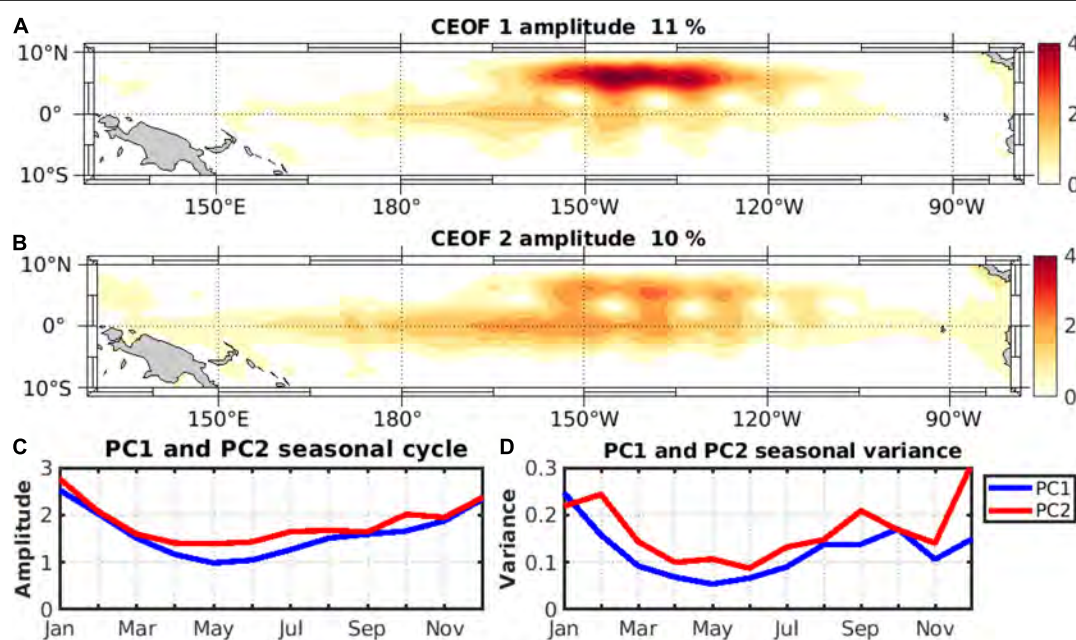 A
CEOF 1 amplitude 11 %
10°N
0°
10°S
4
2
0
150°E
180°
150°W
120°W
90°W
B
CEOF 2 amplitude 10 %
10°N
0°
10°S
4
2
0
150°E
180°
150°W
120°W
90°W
C
PC1 and PC2 seasonal cycle
Amplitude
3
2
1
0
Jan Mar May Jul Sep Nov
D
PC1 and PC2 seasonal variance
Variance
0.3
0.2
0.1
0
Jan Mar May Jul Sep Nov
PC1
PC2